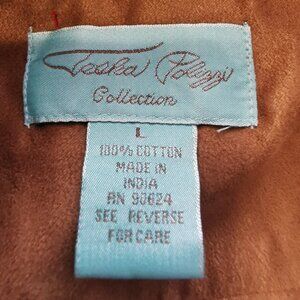 Tasha Polizzi
Collection
L
100% COTTON
MADE IN
INDIA
RN 90624
SEE REVERSE
FOR CARE